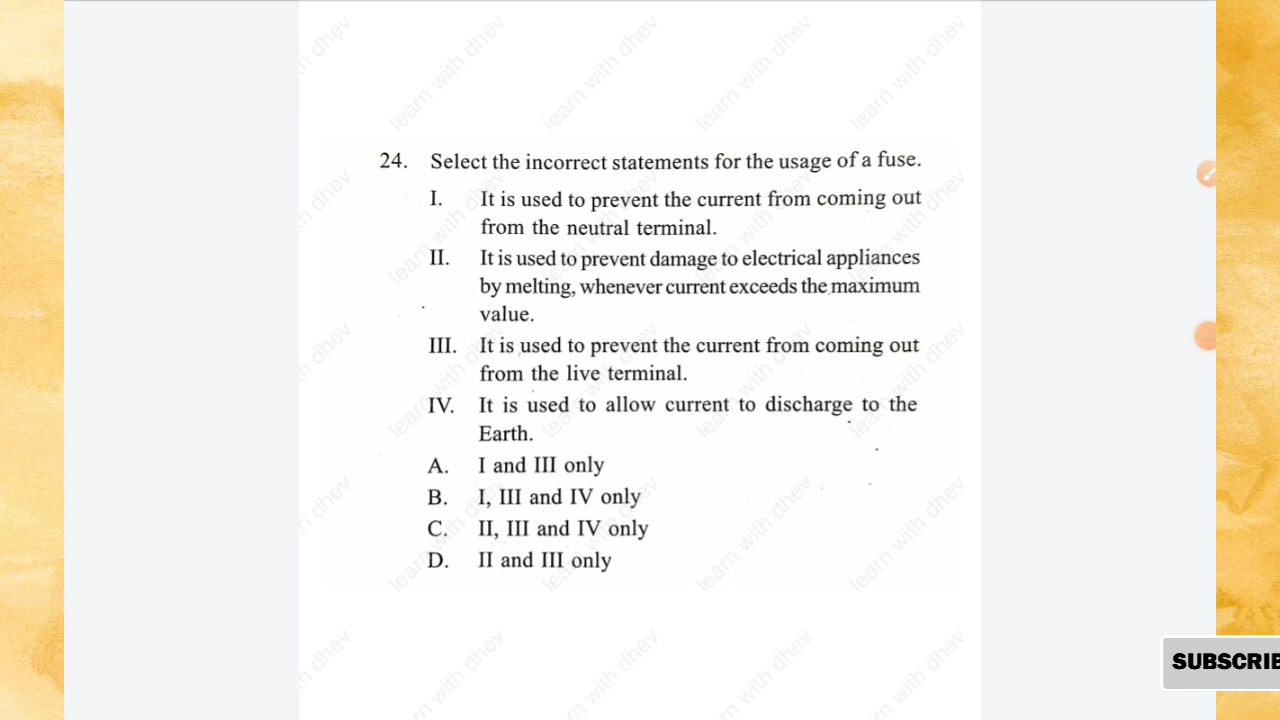 24. Select the incorrect statements for the usage of a fuse.
I. It is used to prevent the current from coming out
from the neutral terminal.
II. It is used to prevent damage to electrical appliances
by melting, whenever current exceeds the maximum
value.
III. It is used to prevent the current from coming out
from the live terminal.
IV. It is used to allow current to discharge to the
Earth.
A. I and III only
B. I, III and IV only
C. II, III and IV only
D. II and III only
learn with dhev
SUBSCRIB